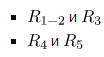 ▪ R₁₋₂ и R₃
▪ R₄ и R₅